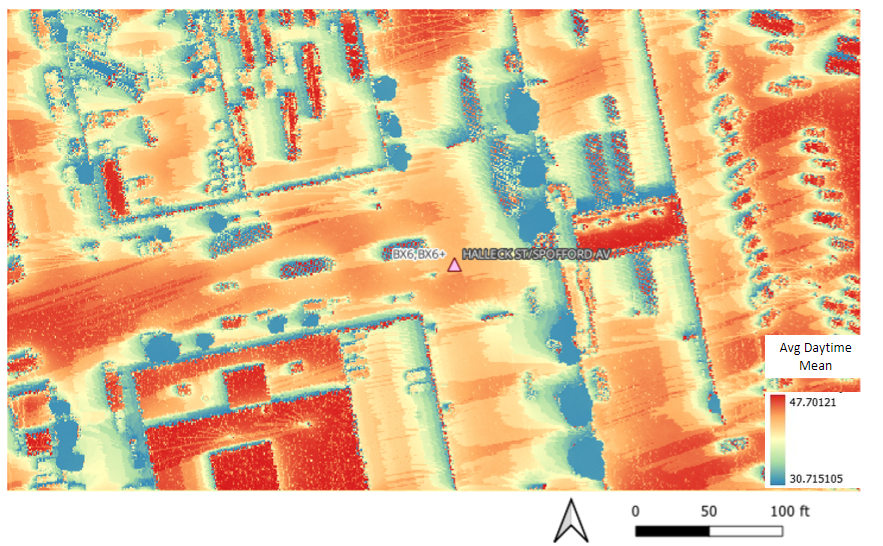 BX6,BX6+ HALLECK ST/SPOFFORD AV
Avg Daytime
Mean
47.70121
30.715105
0 50 100 ft